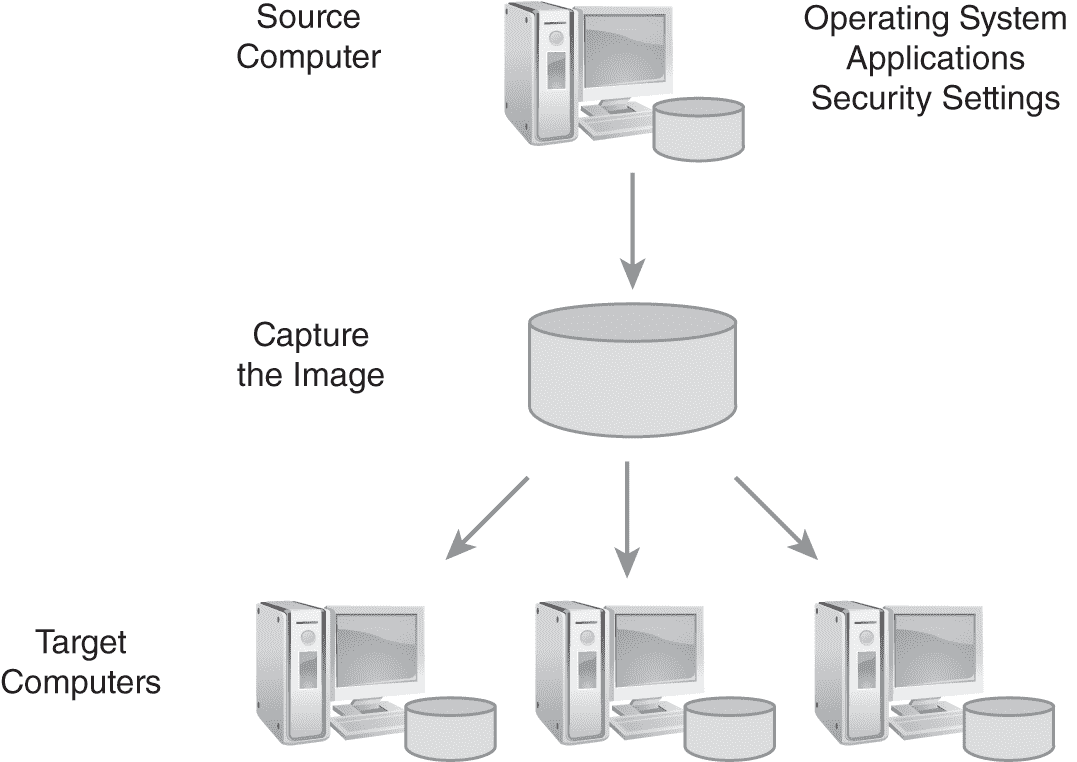 Source
Computer
Operating System
Applications
Security Settings
Capture
the Image
Target
Computers